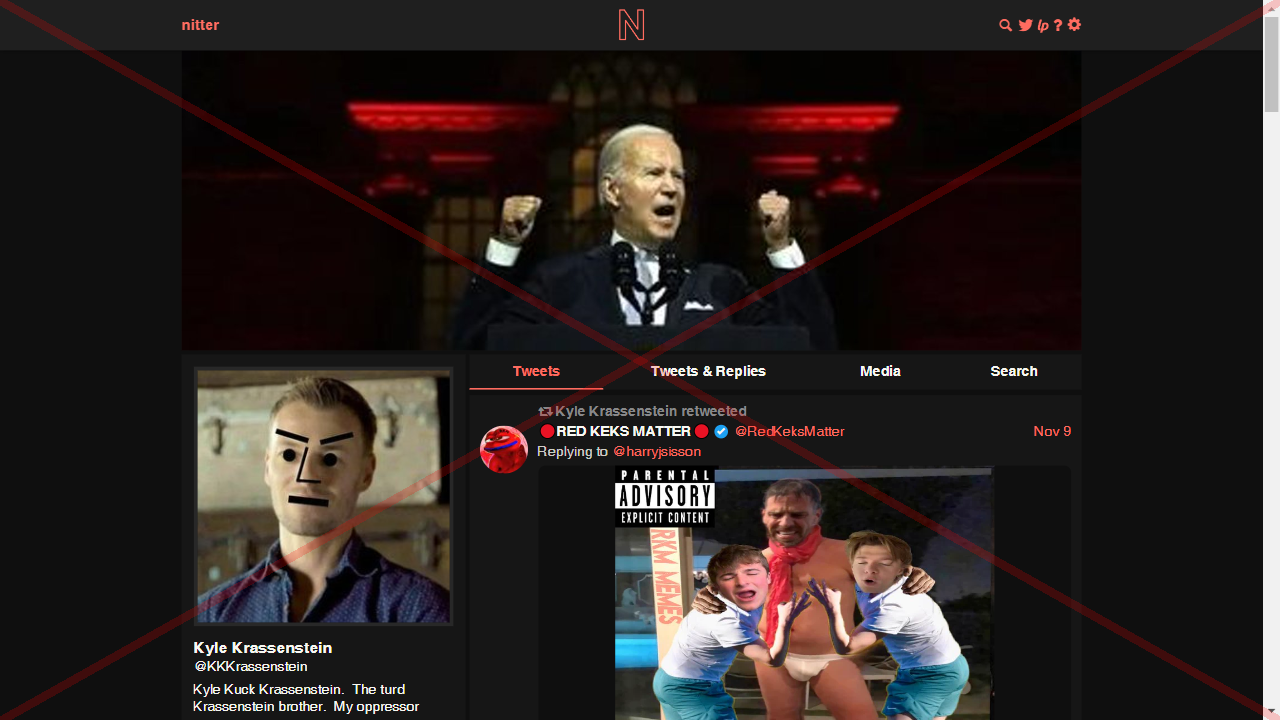 nitter
N
lp ?
Tweets
Tweets & Replies
Media
Search
Kyle Krassenstein retweeted
RED KEKS MATTER @RedKeksMatter
Nov 9
Replying to @harryjsisson
PARENTAL
ADVISORY
EXPLICIT CONTENT
RKM MEMES
Kyle Krassenstein
@KKKrassenstein
Kyle Kuck Krassenstein. The turd
Krassenstein brother. My oppressor